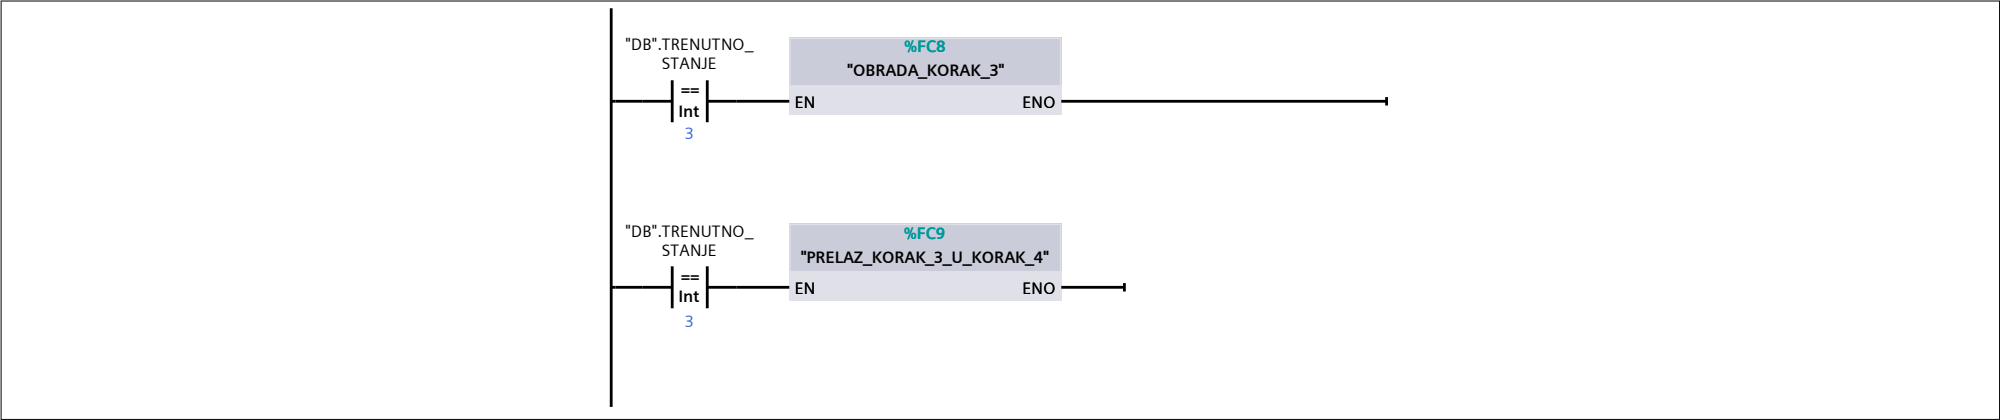 "DB".TRENUTNO_
STANJE
==
Int
3
%FC8
"OBRADA_KORAK_3"
EN ENO
"DB".TRENUTNO_
STANJE
==
Int
3
%FC9
"PRELAZ_KORAK_3_U_KORAK_4"
EN ENO